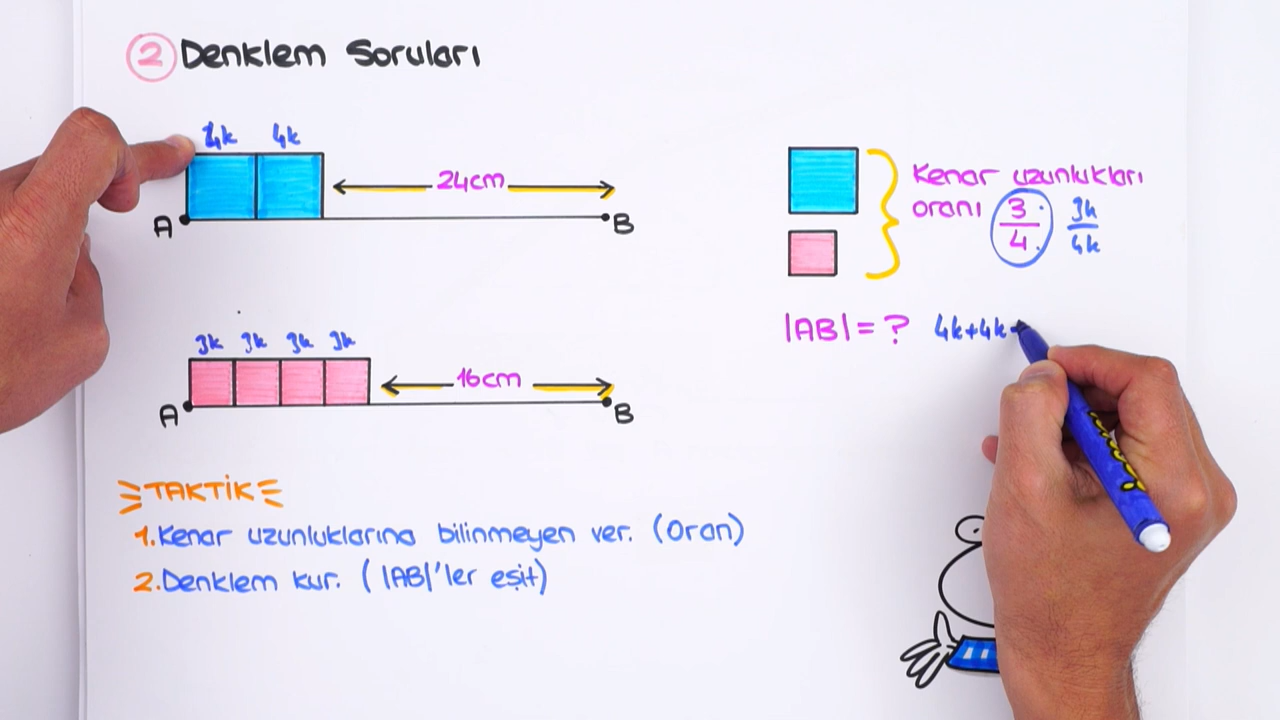 2 Denklem Soruları
4k 4k
24cm
A B
3k 3k 3k 3k
16cm
A B
Kenar uzunlukları
oranı 3/4 3k/4k
|AB| = ? 4k+4k+
TAKTİK
1. Kenar uzunluklarına bilinmeyen ver. (Oran)
2. Denklem kur. (|AB|'ler eşit)